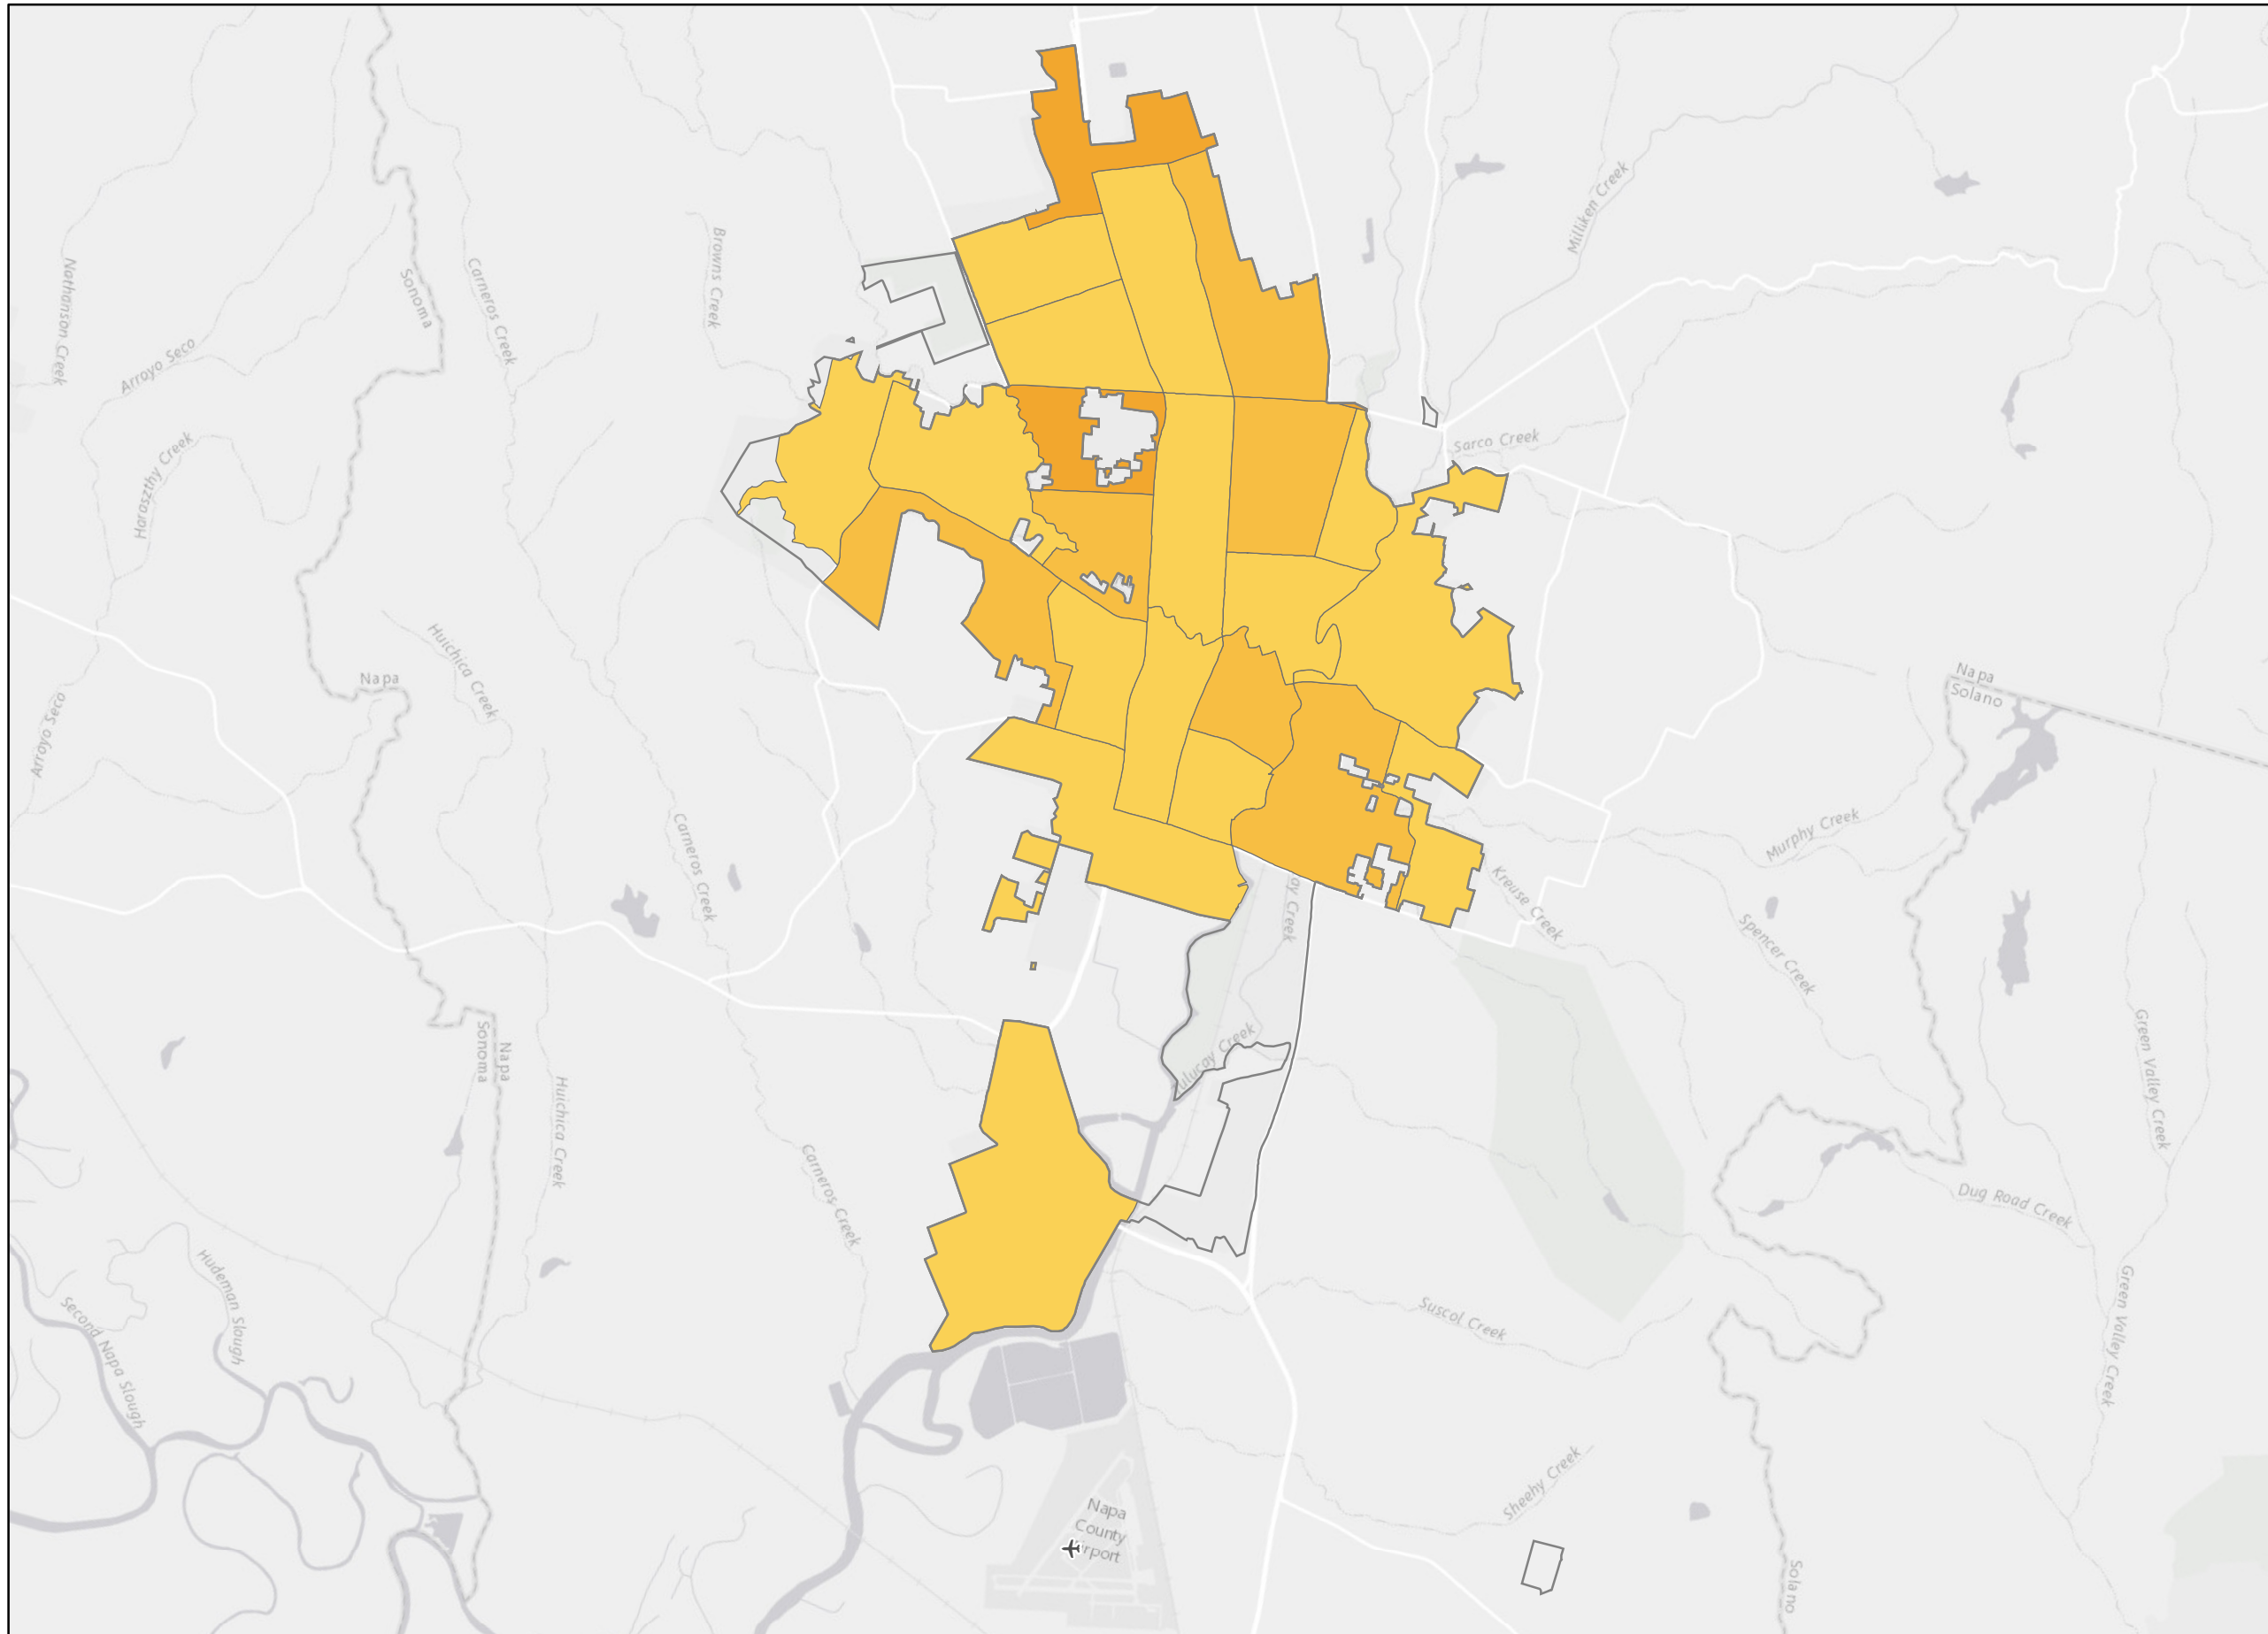 Milliken Creek
Browns Creek
Nathanson Creek
Sonoma
Carneros Creek
Arroyo Seco
Haraszthy Creek
Sarco Creek
Huichica Creek
Napa
Arroyo Seco
Napa
Solano
Carneros Creek
Murphy Creek
Kreuse Creek
Spencer Creek
Sonoma
Napa
Green Valley Creek
Huichica Creek
Carneros Creek
Dug Road Creek
Hudeman Slough
Second Napa Slough
Suscol Creek
Green Valley Creek
Sheehy Creek
Napa
County
Airport
Solano